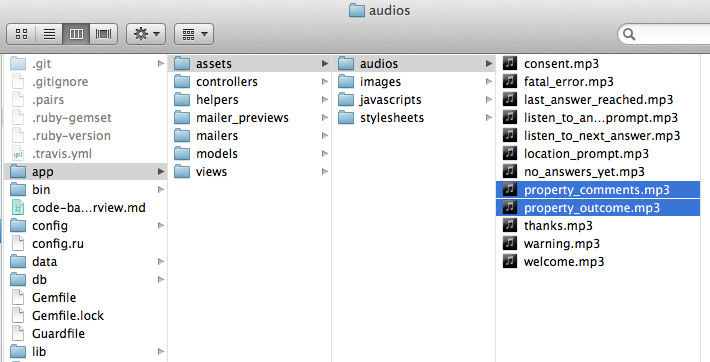 audios
.git
.gitignore
.pairs
.ruby-gemset
.ruby-version
.travis.yml
app
bin
code-ba...rview.md
config
config.ru
data
db
Gemfile
Gemfile.lock
Guardfile
lib
assets
controllers
helpers
mailer_previews
mailers
models
views
audios
images
javascripts
stylesheets
consent.mp3
fatal_error.mp3
last_answer_reached.mp3
listen_to_an...prompt.mp3
listen_to_next_answer.mp3
location_prompt.mp3
no_answers_yet.mp3
property_comments.mp3
property_outcome.mp3
thanks.mp3
warning.mp3
welcome.mp3